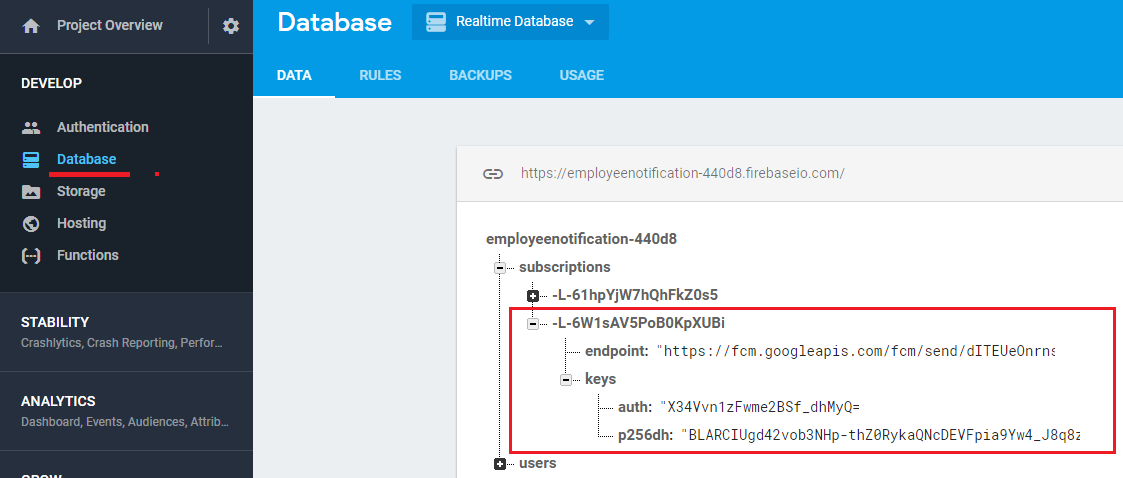 Project Overview
Database
Realtime Database
DATA
RULES
BACKUPS
USAGE
DEVELOP
Authentication
Database
Storage
Hosting
Functions
STABILITY
Crashlytics, Crash Reporting, Perfor...
ANALYTICS
Dashboard, Events, Audiences, Attrib...
https://employeenotification-440d8.firebaseio.com/
employeenotification-440d8
subscriptions
-L-61hpYjW7hQhFkZ0s5
-L-6W1sAV5PoB0KpXUBi
endpoint: "https://fcm.googleapis.com/fcm/send/dITEUeOnrns
keys
auth: "X34Vvn1zFwme2BSf_dhMyQ=
p256dh: "BLARCIUgd42vob3NHp-thZ0RykaQNcDEVFpia9Yw4_J8q8z
users